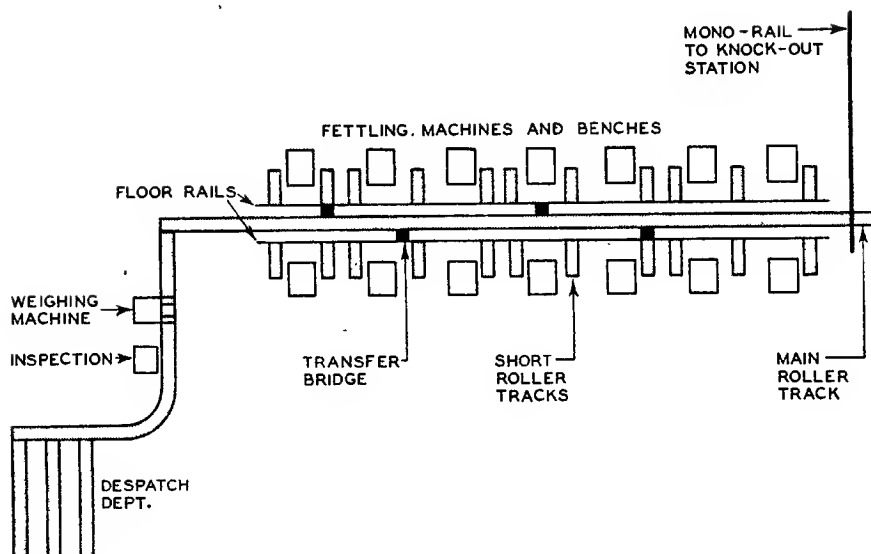 MONO-RAIL
TO KNOCK-OUT
STATION
FETTLING. MACHINES AND BENCHES
FLOOR RAILS
WEIGHING
MACHINE
INSPECTION
TRANSFER
BRIDGE
SHORT
ROLLER
TRACKS
MAIN
ROLLER
TRACK
DESPATCH
DEPT.